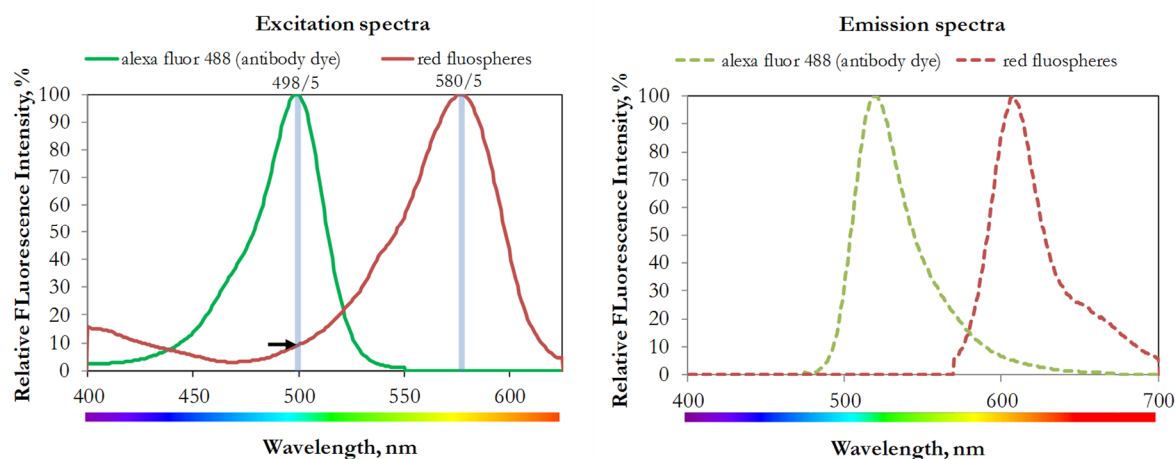 Excitation spectra
alexa fluor 488 (antibody dye) red fluospheres
498/5 580/5
Relative FLuorescence Intensity, %
100
90
80
70
60
50
40
30
20
10
0
400 450 500 550 600
Wavelength, nm
Emission spectra
alexa fluor 488 (antibody dye) red fluospheres
Relative FLuorescence Intensity, %
100
90
80
70
60
50
40
30
20
10
0
400 500 600 700
Wavelength, nm